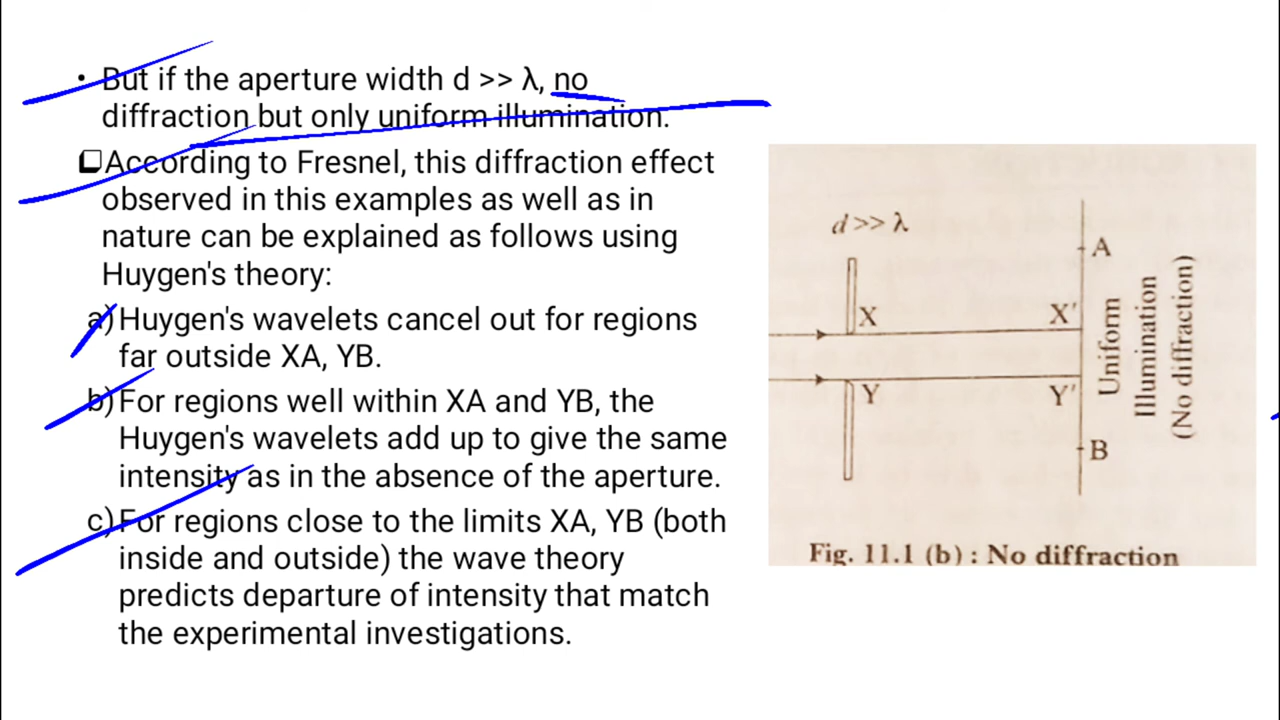 • But if the aperture width d >> λ, no
diffraction but only uniform illumination.
❑According to Fresnel, this diffraction effect
observed in this examples as well as in
nature can be explained as follows using
Huygen's theory:
a)Huygen's wavelets cancel out for regions
far outside XA, YB.
b)For regions well within XA and YB, the
Huygen's wavelets add up to give the same
intensity as in the absence of the aperture.
c)For regions close to the limits XA, YB (both
inside and outside) the wave theory
predicts departure of intensity that match
the experimental investigations.
d >> λ
A
X
X'
Y
Y'
B
Uniform
Illumination
(No diffraction)
Fig. 11.1 (b) : No diffraction